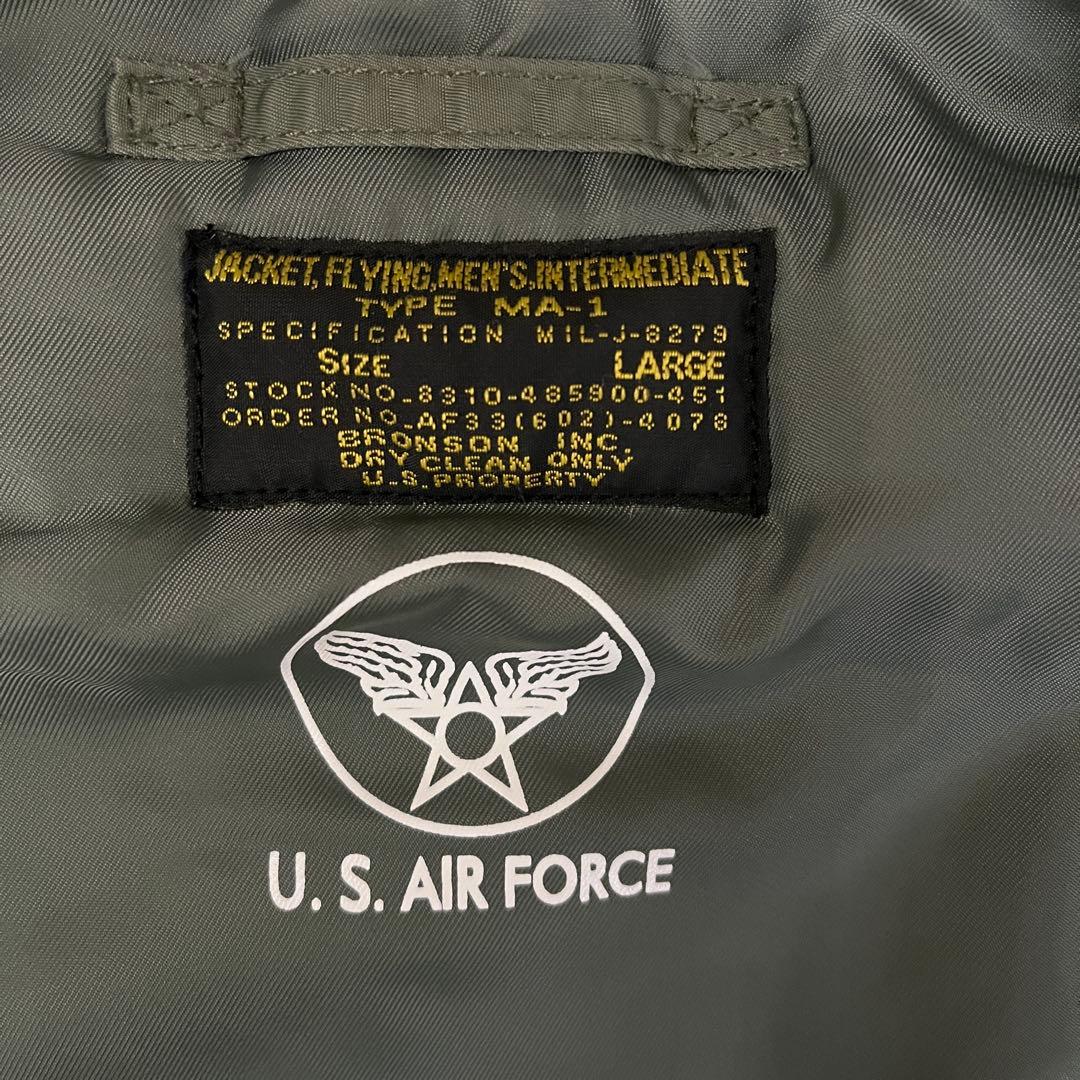 JACKET, FLYING, MEN'S, INTERMEDIATE
TYPE MA-1
SPECIFICATION MIL-J-8279
SIZE LARGE
STOCK NO. 8310-485900-451
ORDER NO. AF33(602)-4078
BRONSON INC.
DRY CLEAN ONLY
U.S. PROPERTY
U. S. AIR FORCE